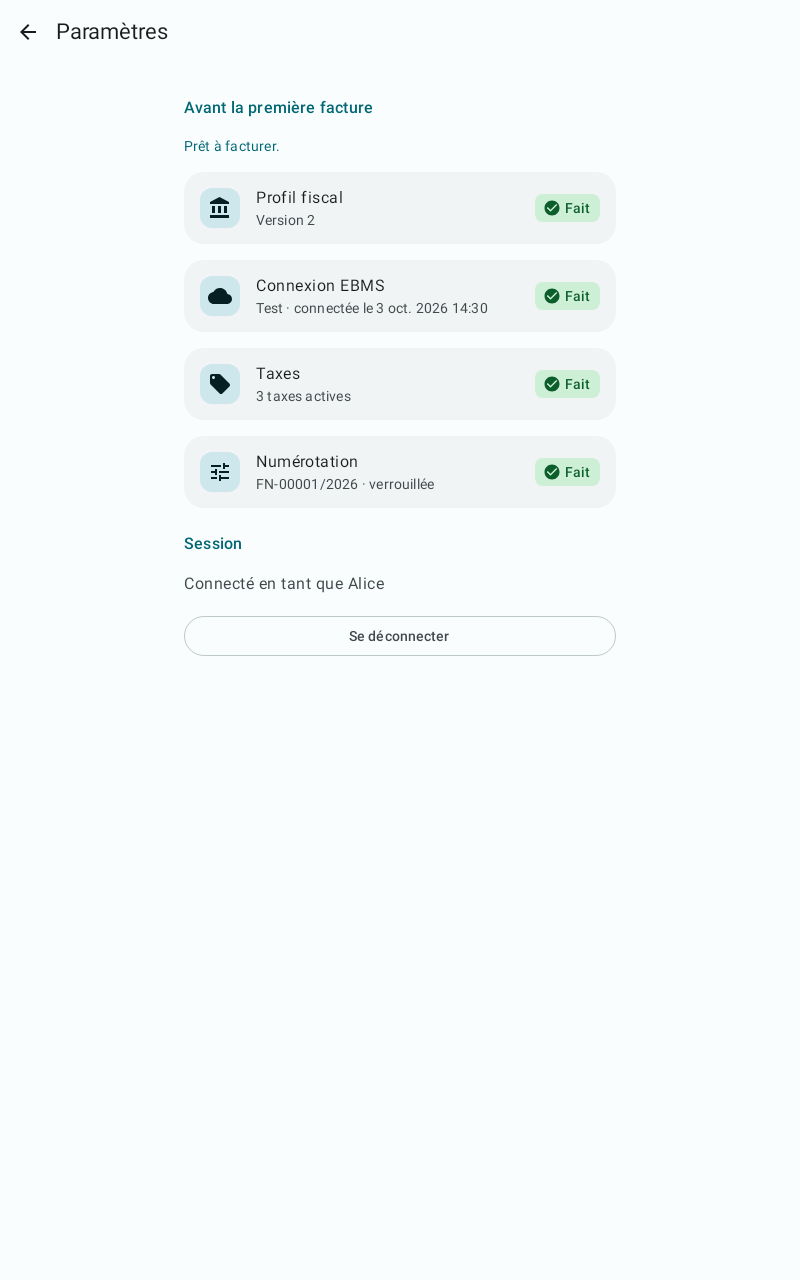 Paramètres
Avant la première facture
Prêt à facturer.
Profil fiscal
Version 2
Fait
Connexion EBMS
Test · connectée le 3 oct. 2026 14:30
Fait
Taxes
3 taxes actives
Fait
Numérotation
FN-00001/2026 · verrouillée
Fait
Session
Connecté en tant que Alice
Se déconnecter